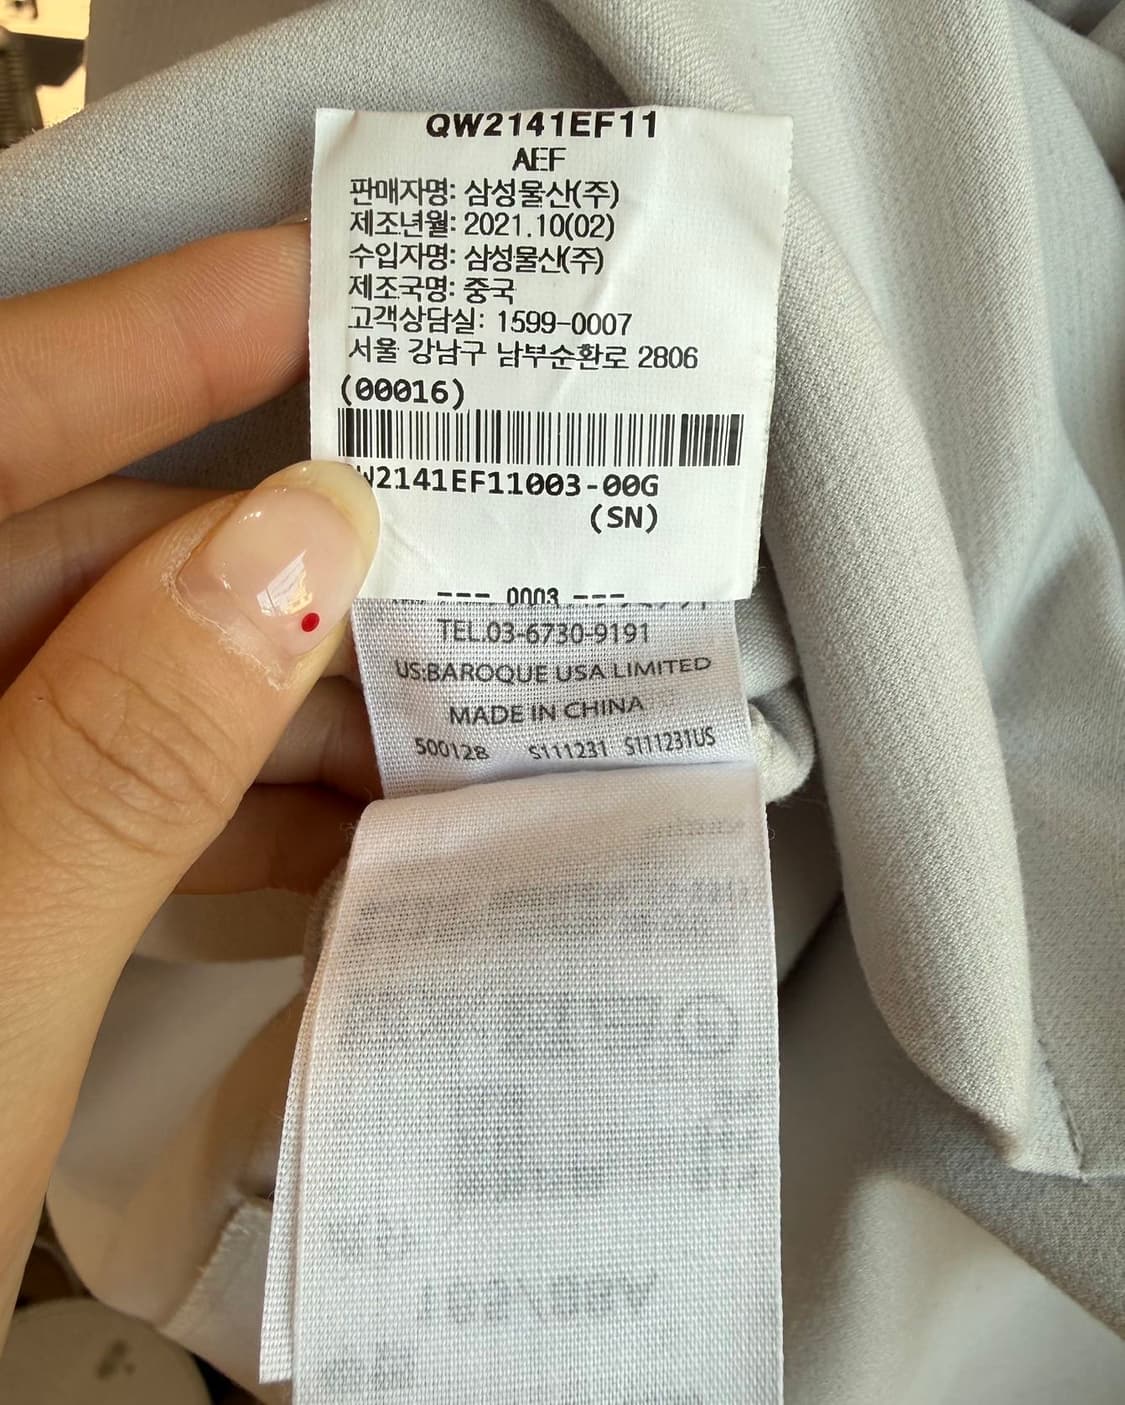 QW2141EF11
AEF
판매자명: 삼성물산(주)
제조년월: 2021.10(02)
수입자명: 삼성물산(주)
제조국명: 중국
고객상담실: 1599-0007
서울 강남구 남부순환로 2806
(00016)
W2141EF11003-00G
(SN)
--- 0003 ---
TEL.03-6730-9191
US:BAROQUE USA LIMITED
MADE IN CHINA
500128 S111231 S111231US